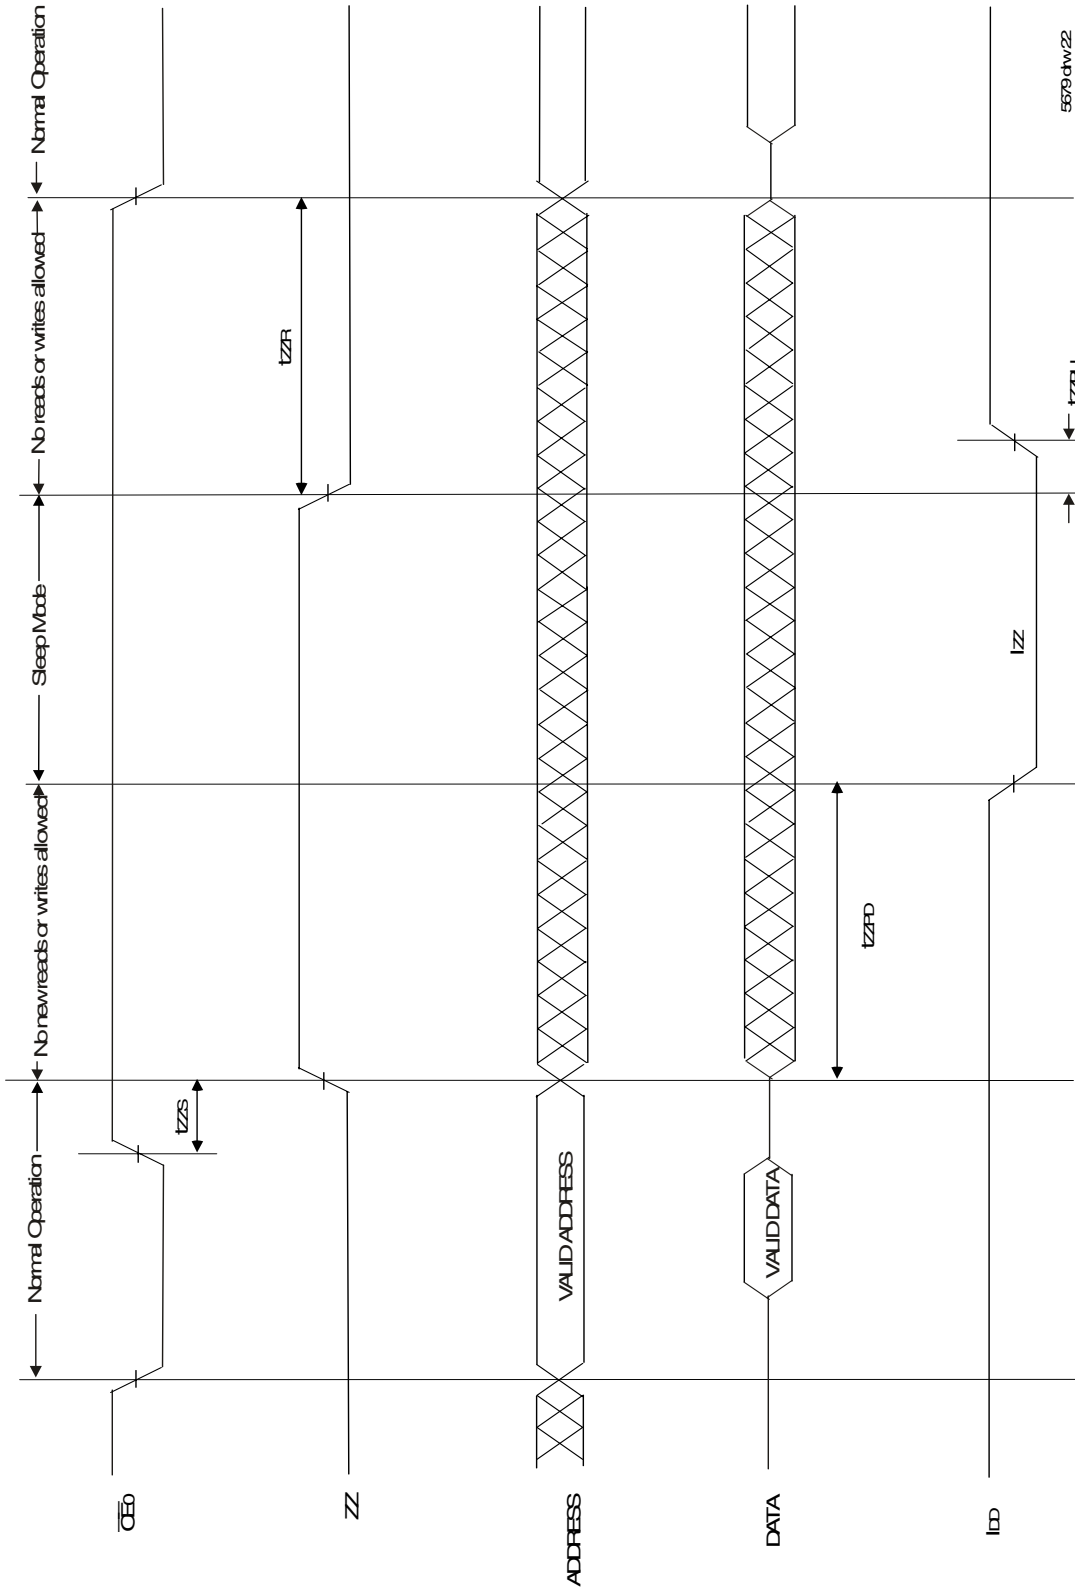 Normal Operation
No new reads or writes allowed
Sleep Mode
No reads or writes allowed
Normal Operation
CE0
tZZS
ZZ
tZZR
ADDRESS
VALID ADDRESS
DATA
VALID DATA
tZZPD
IDD
IZZ
5679 drw 22